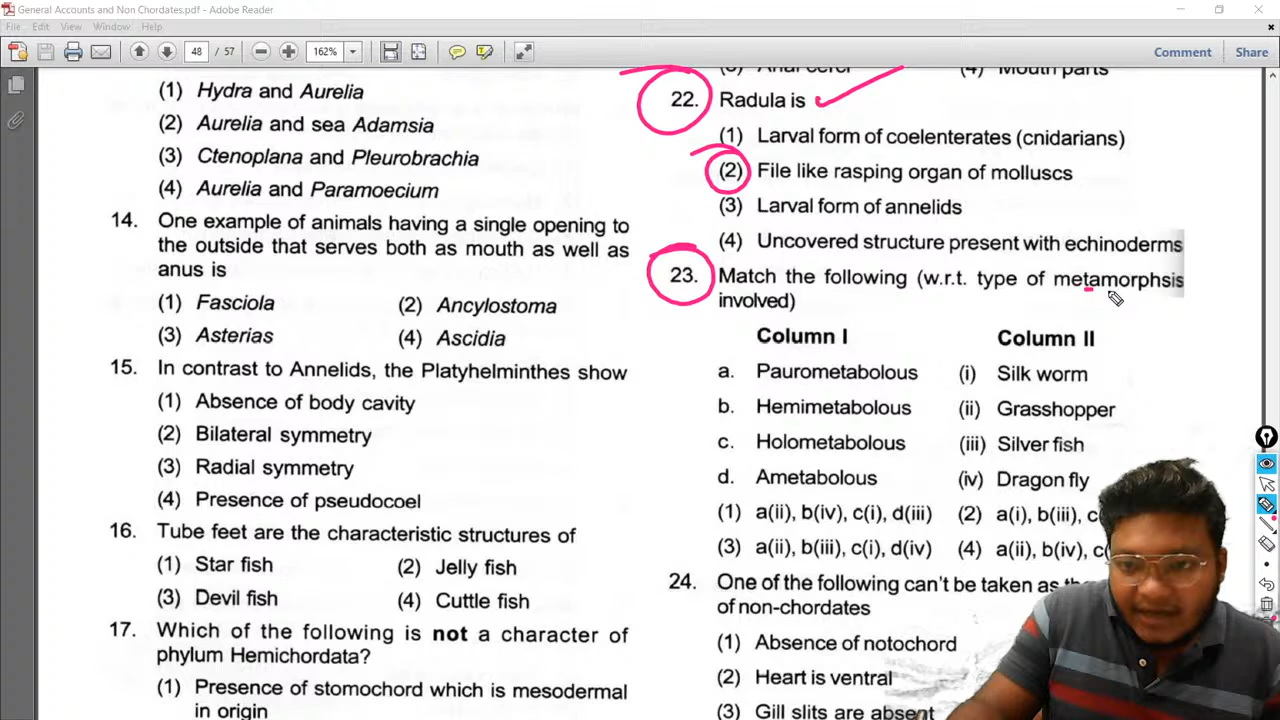 General Accounts and Non Chordates.pdf - Adobe Reader
File Edit View Window Help
48 / 57
162%
Comment
Share
(1) Hydra and Aurelia
(2) Aurelia and sea Adamsia
(3) Ctenoplana and Pleurobrachia
(4) Aurelia and Paramoecium
14. One example of animals having a single opening to
the outside that serves both as mouth as well as
anus is
(1) Fasciola (2) Ancylostoma
(3) Asterias (4) Ascidia
15. In contrast to Annelids, the Platyhelminthes show
(1) Absence of body cavity
(2) Bilateral symmetry
(3) Radial symmetry
(4) Presence of pseudocoel
16. Tube feet are the characteristic structures of
(1) Star fish (2) Jelly fish
(3) Devil fish (4) Cuttle fish
17. Which of the following is not a character of
phylum Hemichordata?
(1) Presence of stomochord which is mesodermal
in origin
(4) Mouth parts
22. Radula is
(1) Larval form of coelenterates (cnidarians)
(2) File like rasping organ of molluscs
(3) Larval form of annelids
(4) Uncovered structure present with echinoderms
23. Match the following (w.r.t. type of metamorphsis
involved)
Column I Column II
a. Paurometabolous (i) Silk worm
b. Hemimetabolous (ii) Grasshopper
c. Holometabolous (iii) Silver fish
d. Ametabolous (iv) Dragon fly
(1) a(ii), b(iv), c(i), d(iii) (2) a(i), b(iii),
(3) a(ii), b(iii), c(i), d(iv) (4) a(ii), b(iv),
24. One of the following can't be taken as
of non-chordates
(1) Absence of notochord
(2) Heart is ventral
(3) Gill slits are absent